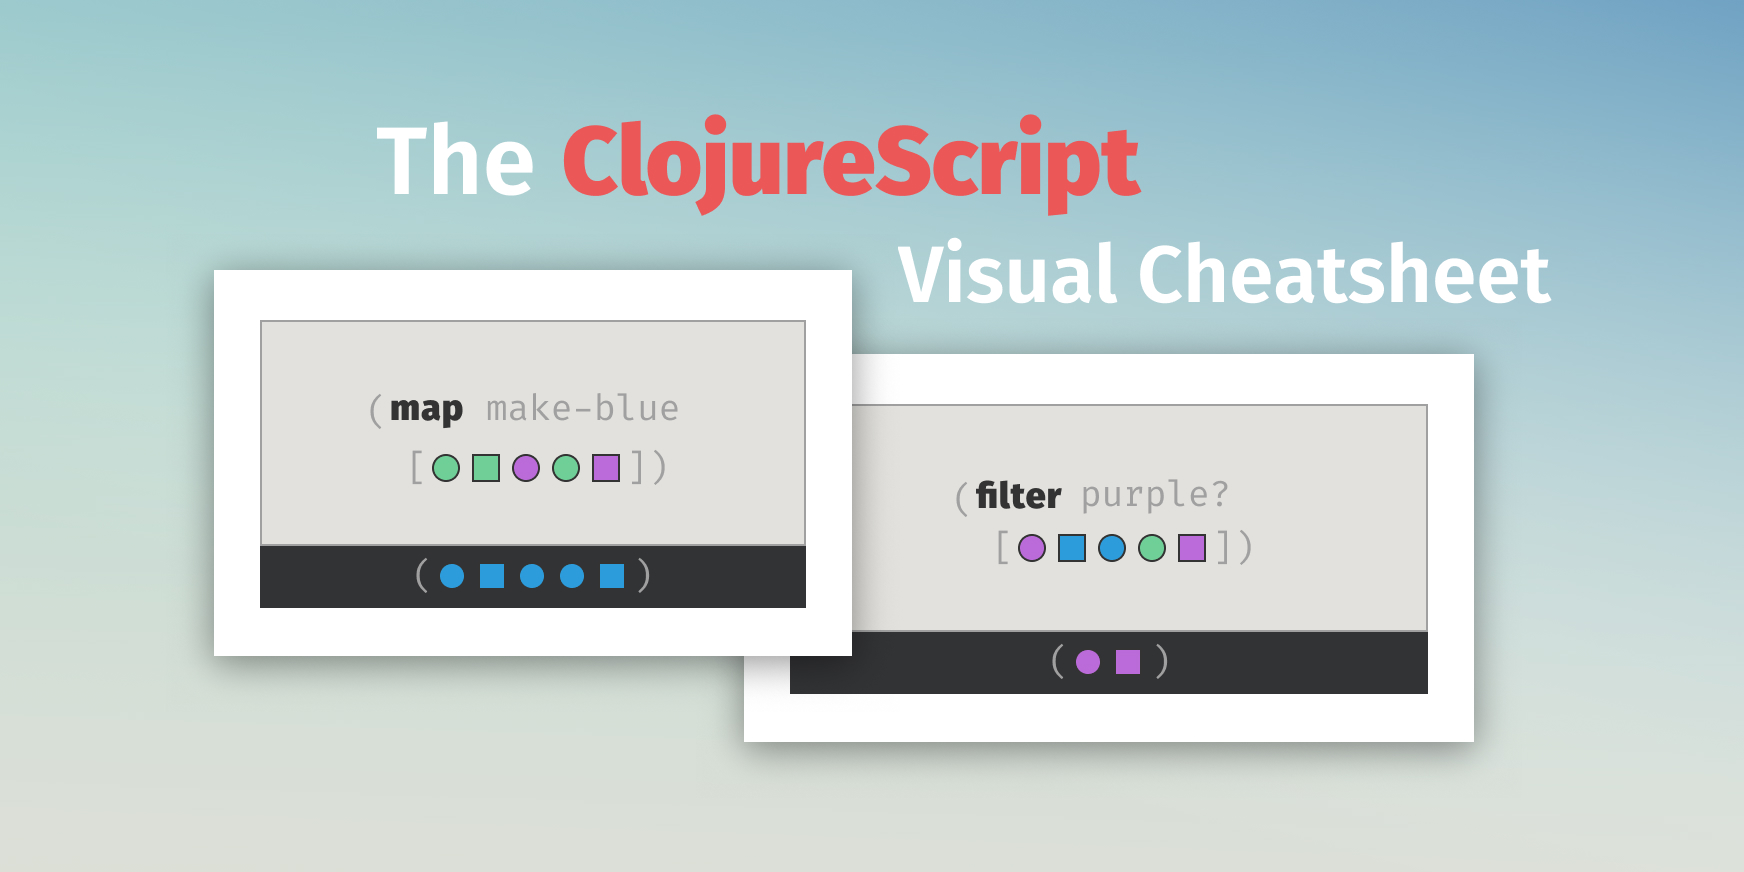 The ClojureScript
Visual Cheatsheet
(map make-blue
[ ])
( )
(filter purple?
[ ])
( )